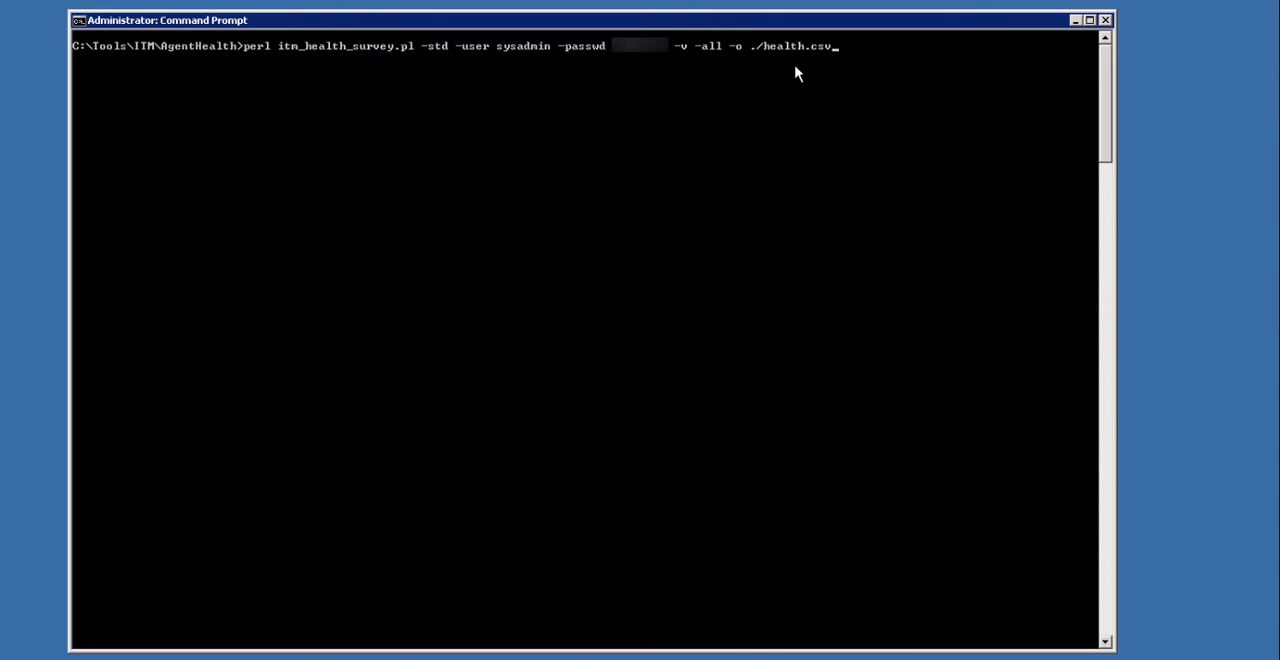 Administrator: Command Prompt
C:\Tools\ITM\AgentHealth>perl itm_health_survey.pl -std -user sysadmin -passwd -v -all -o ./health.csv_